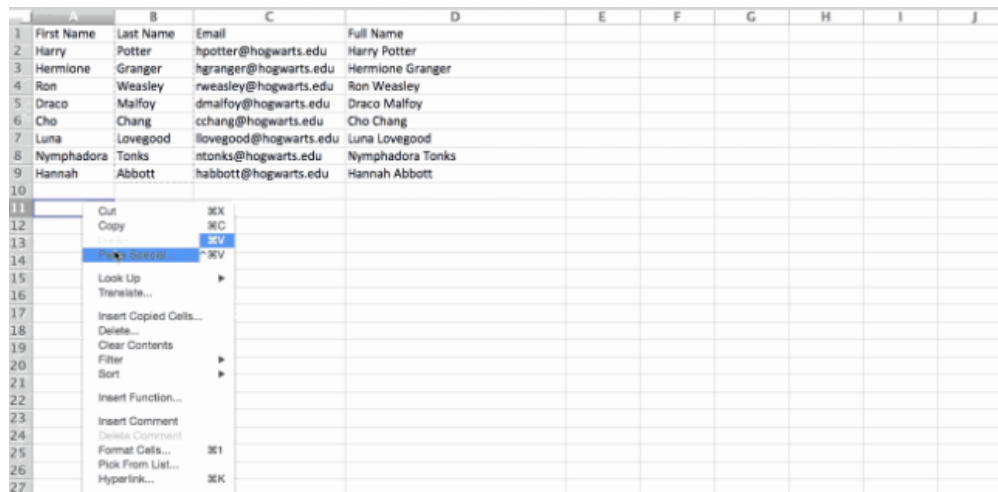 A B C D E F G H I J
1 First Name Last Name Email Full Name
2 Harry Potter hpotter@hogwarts.edu Harry Potter
3 Hermione Granger hgranger@hogwarts.edu Hermione Granger
4 Ron Weasley rweasley@hogwarts.edu Ron Weasley
5 Draco Malfoy dmalfoy@hogwarts.edu Draco Malfoy
6 Cho Chang cchang@hogwarts.edu Cho Chang
7 Luna Lovegood llovegood@hogwarts.edu Luna Lovegood
8 Nymphadora Tonks ntonks@hogwarts.edu Nymphadora Tonks
9 Hannah Abbott habbott@hogwarts.edu Hannah Abbott
10
11
12
13
14
15
16
17
18
19
20
21
22
23
24
25
26
27
Cut ⌘X
Copy ⌘C
⌘V
Special... ^⌘V
Look Up
Translate...
Insert Copied Cells...
Delete...
Clear Contents
Filter
Sort
Insert Function...
Insert Comment
Delete Comment
Format Cells... ⌘1
Pick From List...
Hyperlink... ⌘K